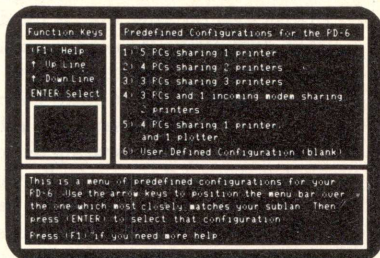 Function Keys
(F1) Help
↑ Up Line
↑ Down Line
ENTER Select
Predefined Configurations for the PD-6
1) 5 PCs sharing 1 printer
2) 4 PCs sharing 2 printers
3) 3 PCs sharing 3 printers
4) 3 PCs and 1 incoming modem sharing
2 printers
5) 4 PCs sharing 1 printer
and 1 plotter
6) User Defined Configuration (blank)
This is a menu of predefined configurations for your
PD-6. Use the arrow keys to position the menu bar over
the one which most closely matches your sublan. Then
press (ENTER) to select that configuration
Press (F1) if you need more help